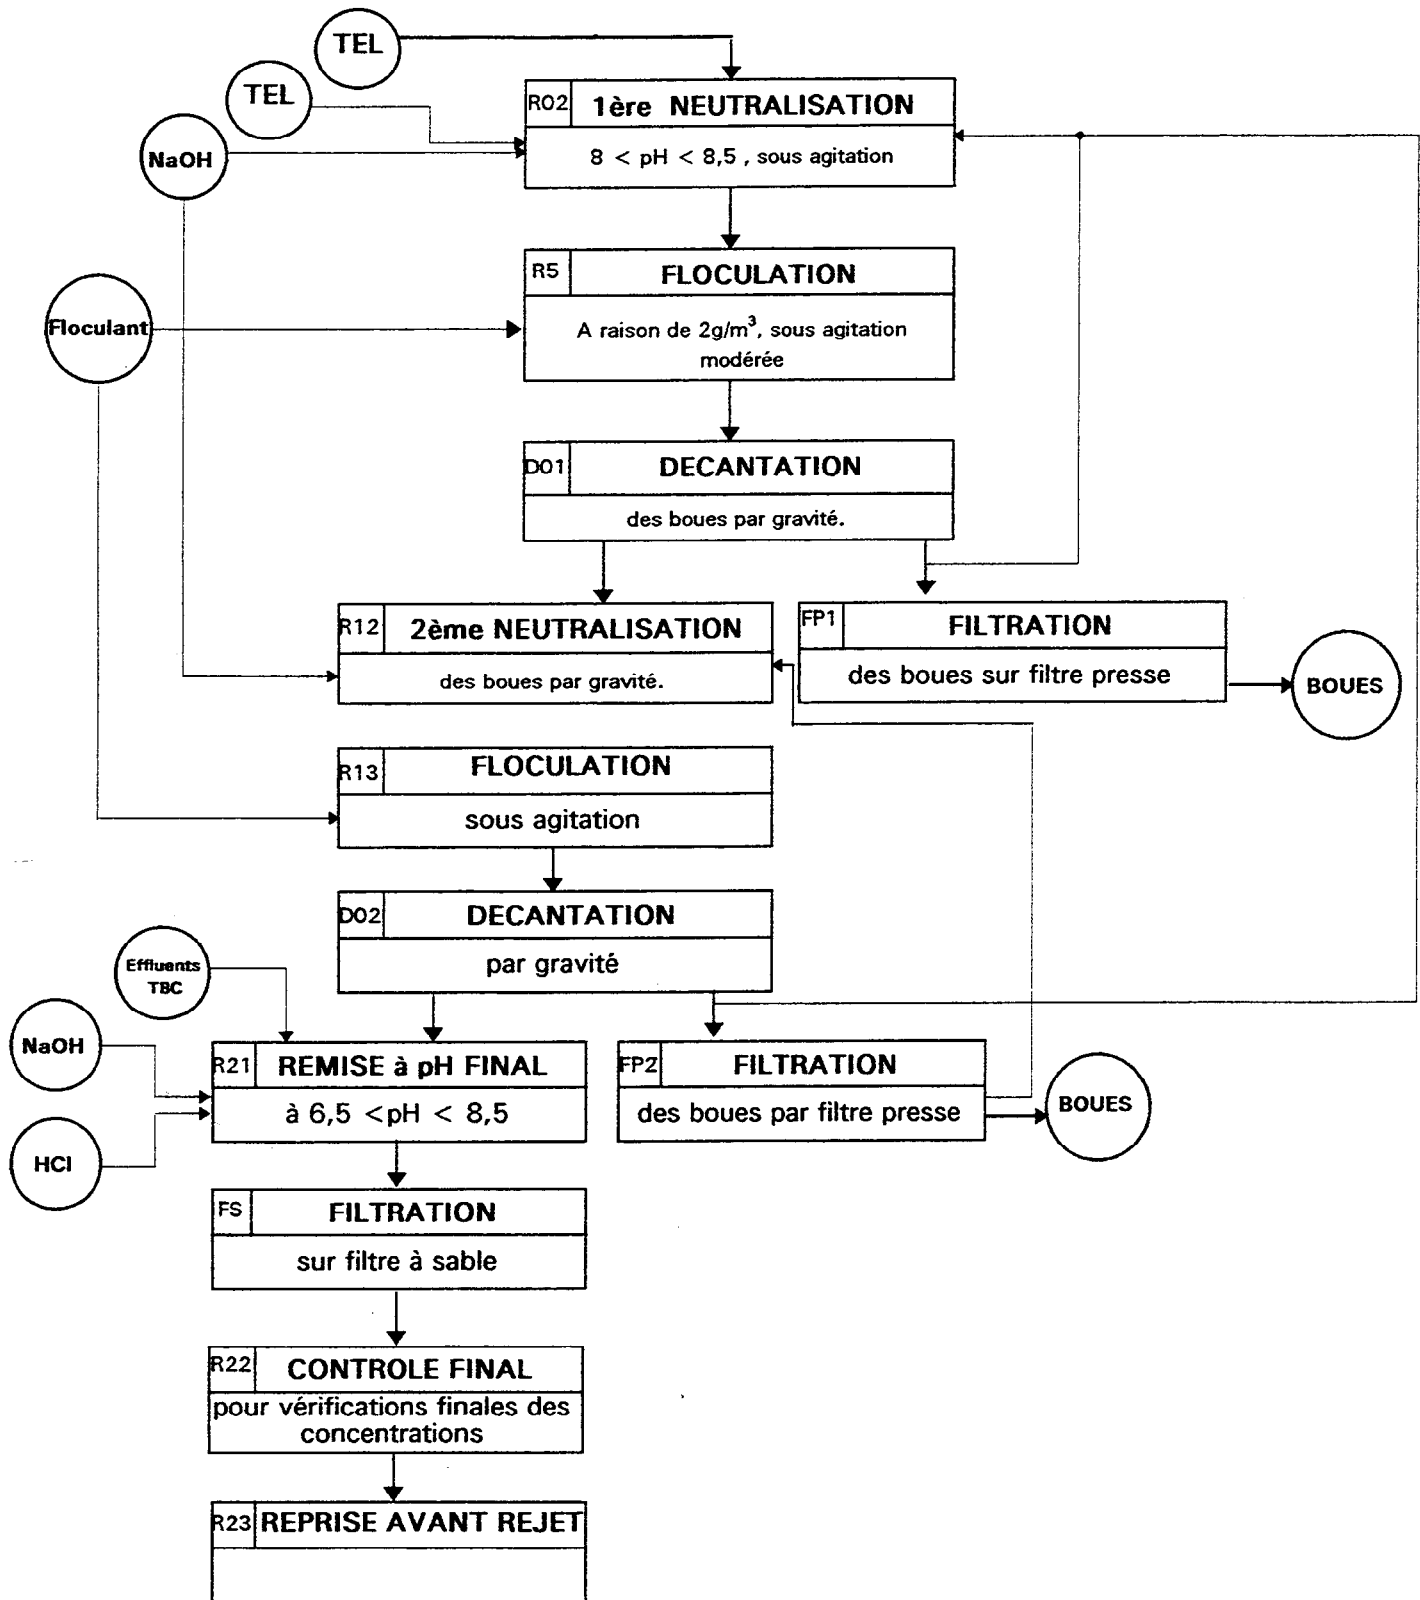 TEL
TEL
NaOH
R02 1ère NEUTRALISATION
8 < pH < 8,5 , sous agitation
R5 FLOCULATION
Floculant
A raison de 2g/m³, sous agitation
modérée
D01 DECANTATION
des boues par gravité.
R12 2ème NEUTRALISATION
des boues par gravité.
FP1 FILTRATION
des boues sur filtre presse
BOUES
R13 FLOCULATION
sous agitation
D02 DECANTATION
par gravité
Effluents
TBC
NaOH
HCl
R21 REMISE à pH FINAL
à 6,5 <pH < 8,5
FP2 FILTRATION
des boues par filtre presse
BOUES
FS FILTRATION
sur filtre à sable
R22 CONTROLE FINAL
pour vérifications finales des
concentrations
R23 REPRISE AVANT REJET